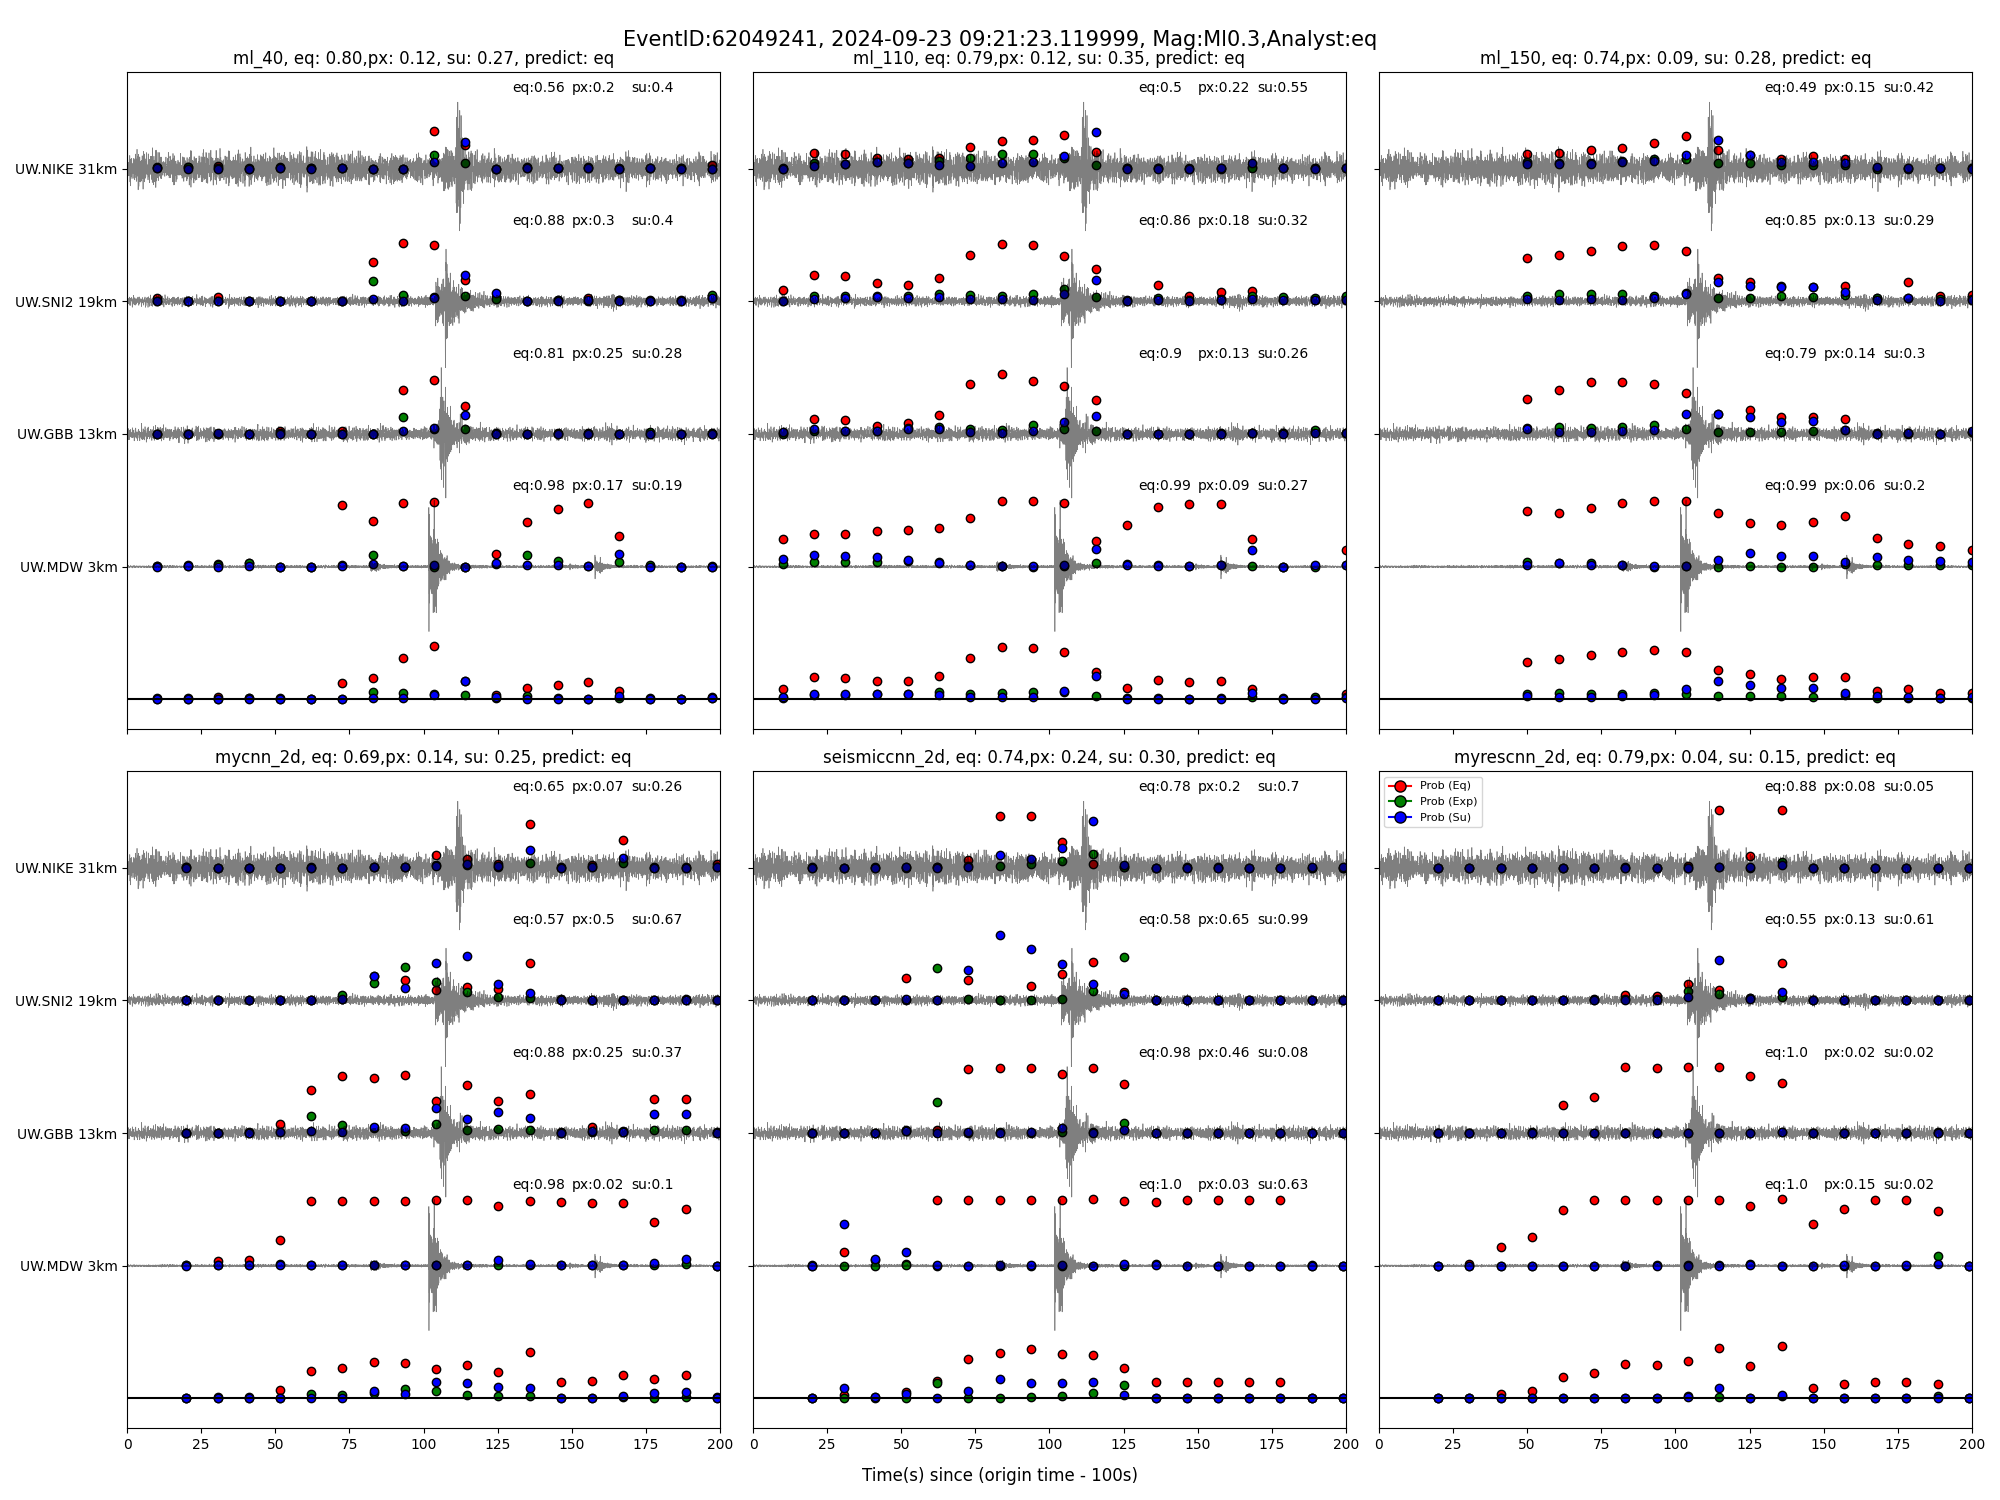 EventID:62049241, 2024-09-23 09:21:23.119999, Mag:Ml0.3,Analyst:eq
ml_40, eq: 0.80,px: 0.12, su: 0.27, predict: eq
UW.NIKE 31km
eq:0.56 px:0.2 su:0.4
UW.SNI2 19km
eq:0.88 px:0.3 su:0.4
UW.GBB 13km
eq:0.81 px:0.25 su:0.28
UW.MDW 3km
eq:0.98 px:0.17 su:0.19
ml_110, eq: 0.79,px: 0.12, su: 0.35, predict: eq
eq:0.5 px:0.22 su:0.55
eq:0.86 px:0.18 su:0.32
eq:0.9 px:0.13 su:0.26
eq:0.99 px:0.09 su:0.27
ml_150, eq: 0.74,px: 0.09, su: 0.28, predict: eq
eq:0.49 px:0.15 su:0.42
eq:0.85 px:0.13 su:0.29
eq:0.79 px:0.14 su:0.3
eq:0.99 px:0.06 su:0.2
mycnn_2d, eq: 0.69,px: 0.14, su: 0.25, predict: eq
UW.NIKE 31km
eq:0.65 px:0.07 su:0.26
UW.SNI2 19km
eq:0.57 px:0.5 su:0.67
UW.GBB 13km
eq:0.88 px:0.25 su:0.37
UW.MDW 3km
eq:0.98 px:0.02 su:0.1
0 25 50 75 100 125 150 175 200
seismiccnn_2d, eq: 0.74,px: 0.24, su: 0.30, predict: eq
eq:0.78 px:0.2 su:0.7
eq:0.58 px:0.65 su:0.99
eq:0.98 px:0.46 su:0.08
eq:1.0 px:0.03 su:0.63
0 25 50 75 100 125 150 175 200
myrescnn_2d, eq: 0.79,px: 0.04, su: 0.15, predict: eq
Prob (Eq)
Prob (Exp)
Prob (Su)
eq:0.88 px:0.08 su:0.05
eq:0.55 px:0.13 su:0.61
eq:1.0 px:0.02 su:0.02
eq:1.0 px:0.15 su:0.02
0 25 50 75 100 125 150 175 200
Time(s) since (origin time - 100s)